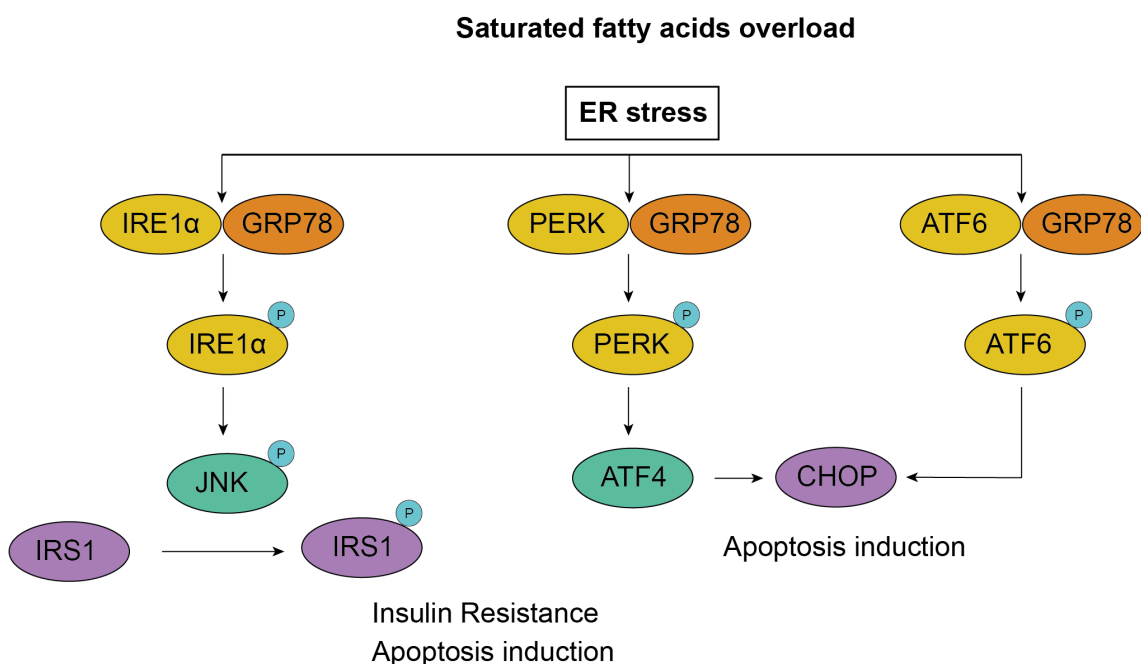 Saturated fatty acids overload
ER stress
IRE1α GRP78 PERK GRP78 ATF6 GRP78
P P P
IRE1α PERK ATF6
P
JNK ATF4 CHOP
P
IRS1 IRS1
Apoptosis induction
Insulin Resistance
Apoptosis induction